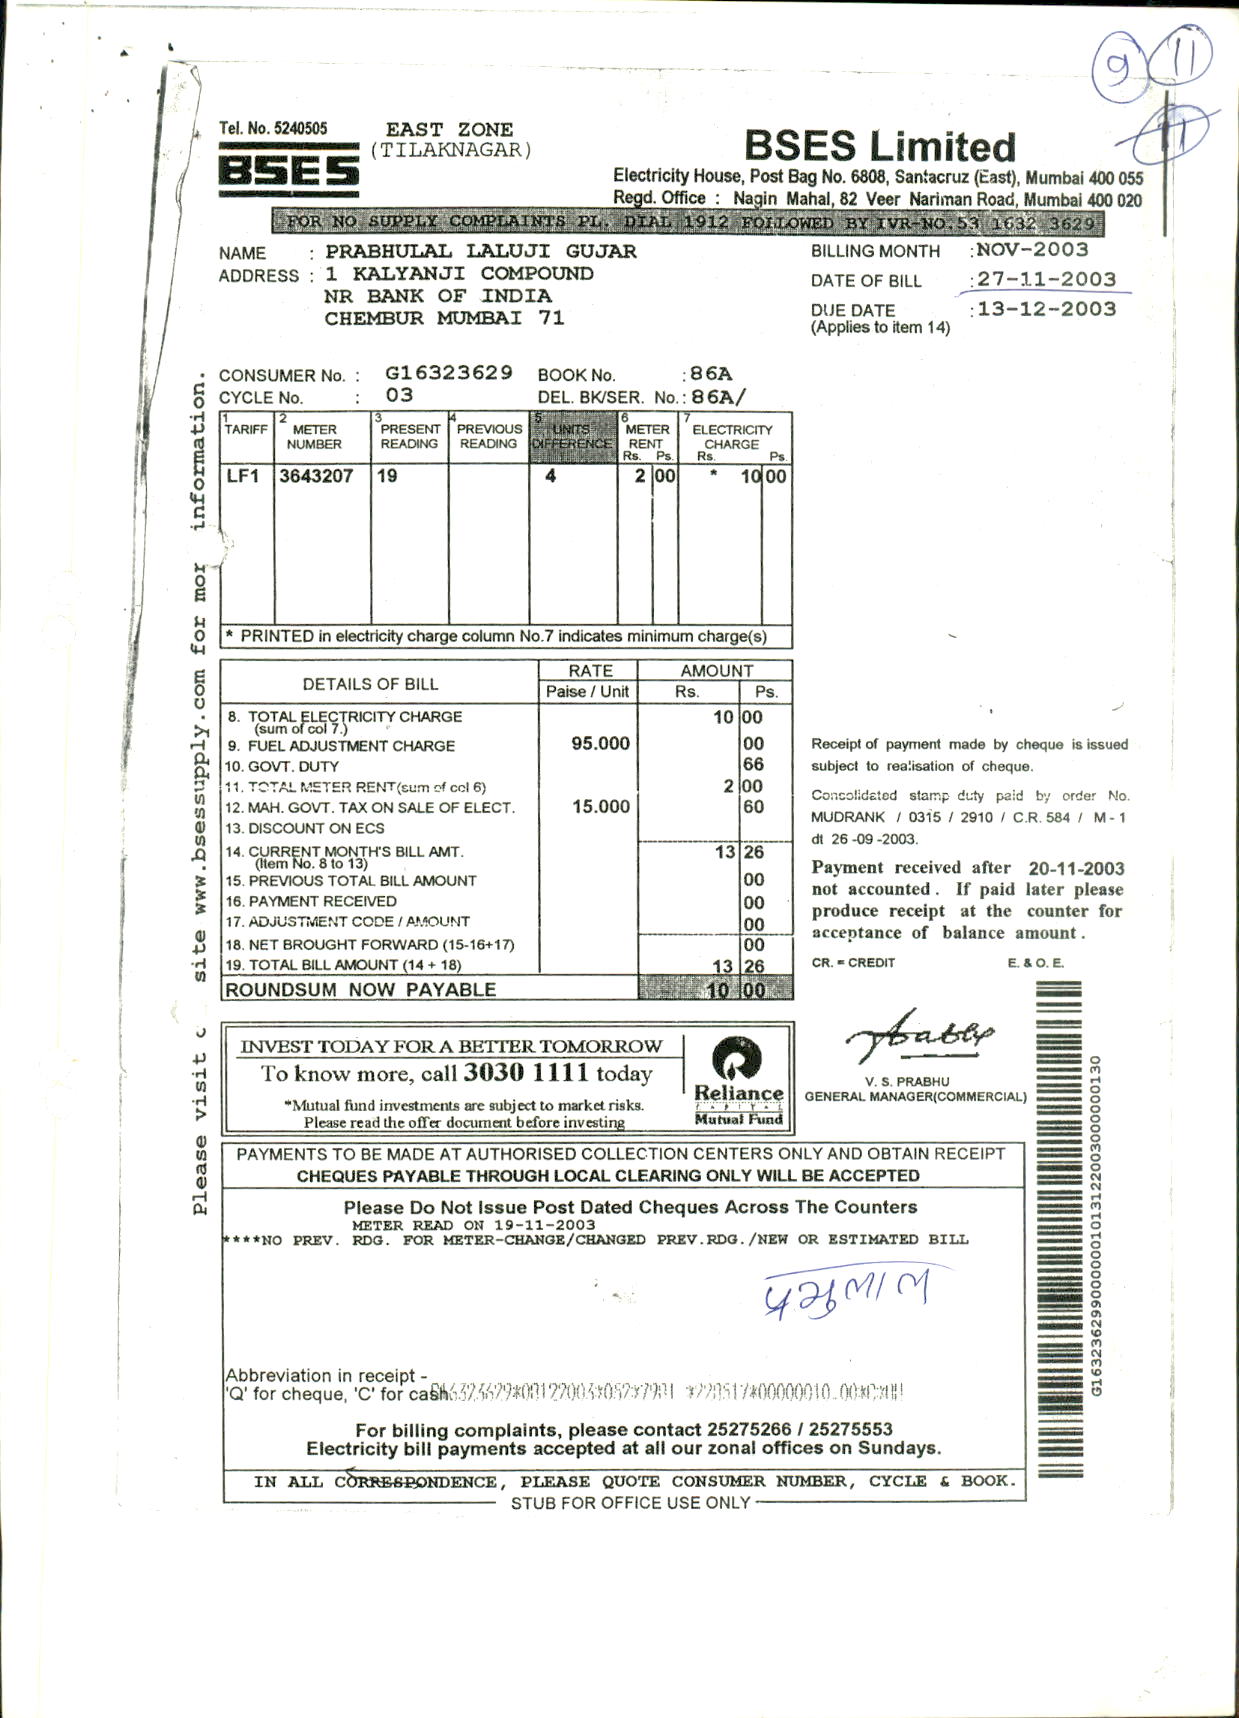 9 11
11
Tel. No. 5240505
EAST ZONE
(TILAKNAGAR)
BSES
BSES Limited
Electricity House, Post Bag No. 6808, Santacruz (East), Mumbai 400 055
Regd. Office : Nagin Mahal, 82 Veer Nariman Road, Mumbai 400 020
FOR NO SUPPLY COMPLAINTS PL. DIAL 1912 FOLLOWED BY IVR-NO.53 1632 3629
NAME : PRABHULAL LALUJI GUJAR
ADDRESS : 1 KALYANJI COMPOUND
NR BANK OF INDIA
CHEMBUR MUMBAI 71
BILLING MONTH :NOV-2003
DATE OF BILL :27-11-2003
DUE DATE :13-12-2003
(Applies to item 14)
CONSUMER No. : G16323629 BOOK No. :86A
CYCLE No. : 03 DEL. BK/SER. No.:86A/
1 TARIFF 2 METER NUMBER 3 PRESENT READING 4 PREVIOUS READING 5 UNITS DIFFERENCE 6 METER RENT Rs. Ps. 7 ELECTRICITY CHARGE Rs. Ps.
LF1 3643207 19 4 2 00 * 10 00
* PRINTED in electricity charge column No.7 indicates minimum charge(s)
DETAILS OF BILL RATE Paise / Unit AMOUNT Rs. Ps.
8. TOTAL ELECTRICITY CHARGE 10 00
(sum of col 7.)
9. FUEL ADJUSTMENT CHARGE 95.000 00
10. GOVT. DUTY 66
11. TOTAL METER RENT(sum of col 6) 2 00
12. MAH. GOVT. TAX ON SALE OF ELECT. 15.000 60
13. DISCOUNT ON ECS
14. CURRENT MONTH'S BILL AMT. 13 26
(Item No. 8 to 13)
15. PREVIOUS TOTAL BILL AMOUNT 00
16. PAYMENT RECEIVED 00
17. ADJUSTMENT CODE / AMOUNT 00
18. NET BROUGHT FORWARD (15-16+17) 00
19. TOTAL BILL AMOUNT (14 + 18) 13 26
ROUNDSUM NOW PAYABLE 10 00
Receipt of payment made by cheque is issued
subject to realisation of cheque.
Consolidated stamp duty paid by order No.
MUDRANK / 0315 / 2910 / C.R. 584 / M - 1
dt 26 -09 -2003.
Payment received after 20-11-2003
not accounted. If paid later please
produce receipt at the counter for
acceptance of balance amount.
CR. = CREDIT E. & O. E.
V. S. PRABHU
GENERAL MANAGER(COMMERCIAL)
INVEST TODAY FOR A BETTER TOMORROW
To know more, call 3030 1111 today
*Mutual fund investments are subject to market risks.
Please read the offer document before investing
Reliance
CAPITAL
Mutual Fund
PAYMENTS TO BE MADE AT AUTHORISED COLLECTION CENTERS ONLY AND OBTAIN RECEIPT
CHEQUES PAYABLE THROUGH LOCAL CLEARING ONLY WILL BE ACCEPTED
Please Do Not Issue Post Dated Cheques Across The Counters
METER READ ON 19-11-2003
****NO PREV. RDG. FOR METER-CHANGE/CHANGED PREV.RDG./NEW OR ESTIMATED BILL
Abbreviation in receipt -
'Q' for cheque, 'C' for cash
For billing complaints, please contact 25275266 / 25275553
Electricity bill payments accepted at all our zonal offices on Sundays.
IN ALL CORRESPONDENCE, PLEASE QUOTE CONSUMER NUMBER, CYCLE & BOOK.
STUB FOR OFFICE USE ONLY
Please visit site www.bsessupply.com for mor information.